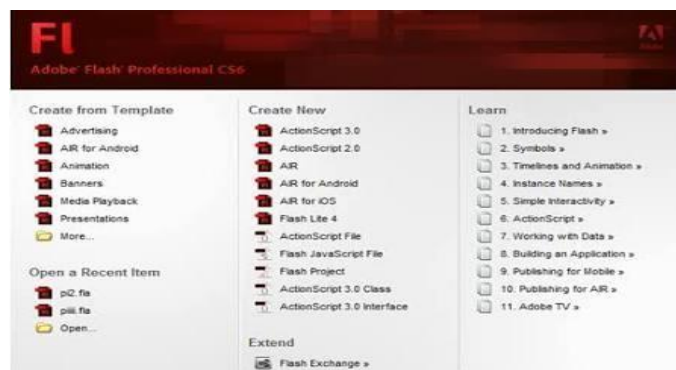 Fl
Adobe
Adobe® Flash® Professional CS6
Create from Template
Advertising
AIR for Android
Animation
Banners
Media Playback
Presentations
More...
Open a Recent Item
pi2.fla
piii.fla
Open...
Create New
ActionScript 3.0
ActionScript 2.0
AIR
AIR for Android
AIR for iOS
Flash Lite 4
ActionScript File
Flash JavaScript File
Flash Project
ActionScript 3.0 Class
ActionScript 3.0 Interface
Extend
Flash Exchange »
Learn
1. Introducing Flash »
2. Symbols »
3. Timelines and Animation »
4. Instance Names »
5. Simple Interactivity »
6. ActionScript »
7. Working with Data »
8. Building an Application »
9. Publishing for Mobile »
10. Publishing for AIR »
11. Adobe TV »